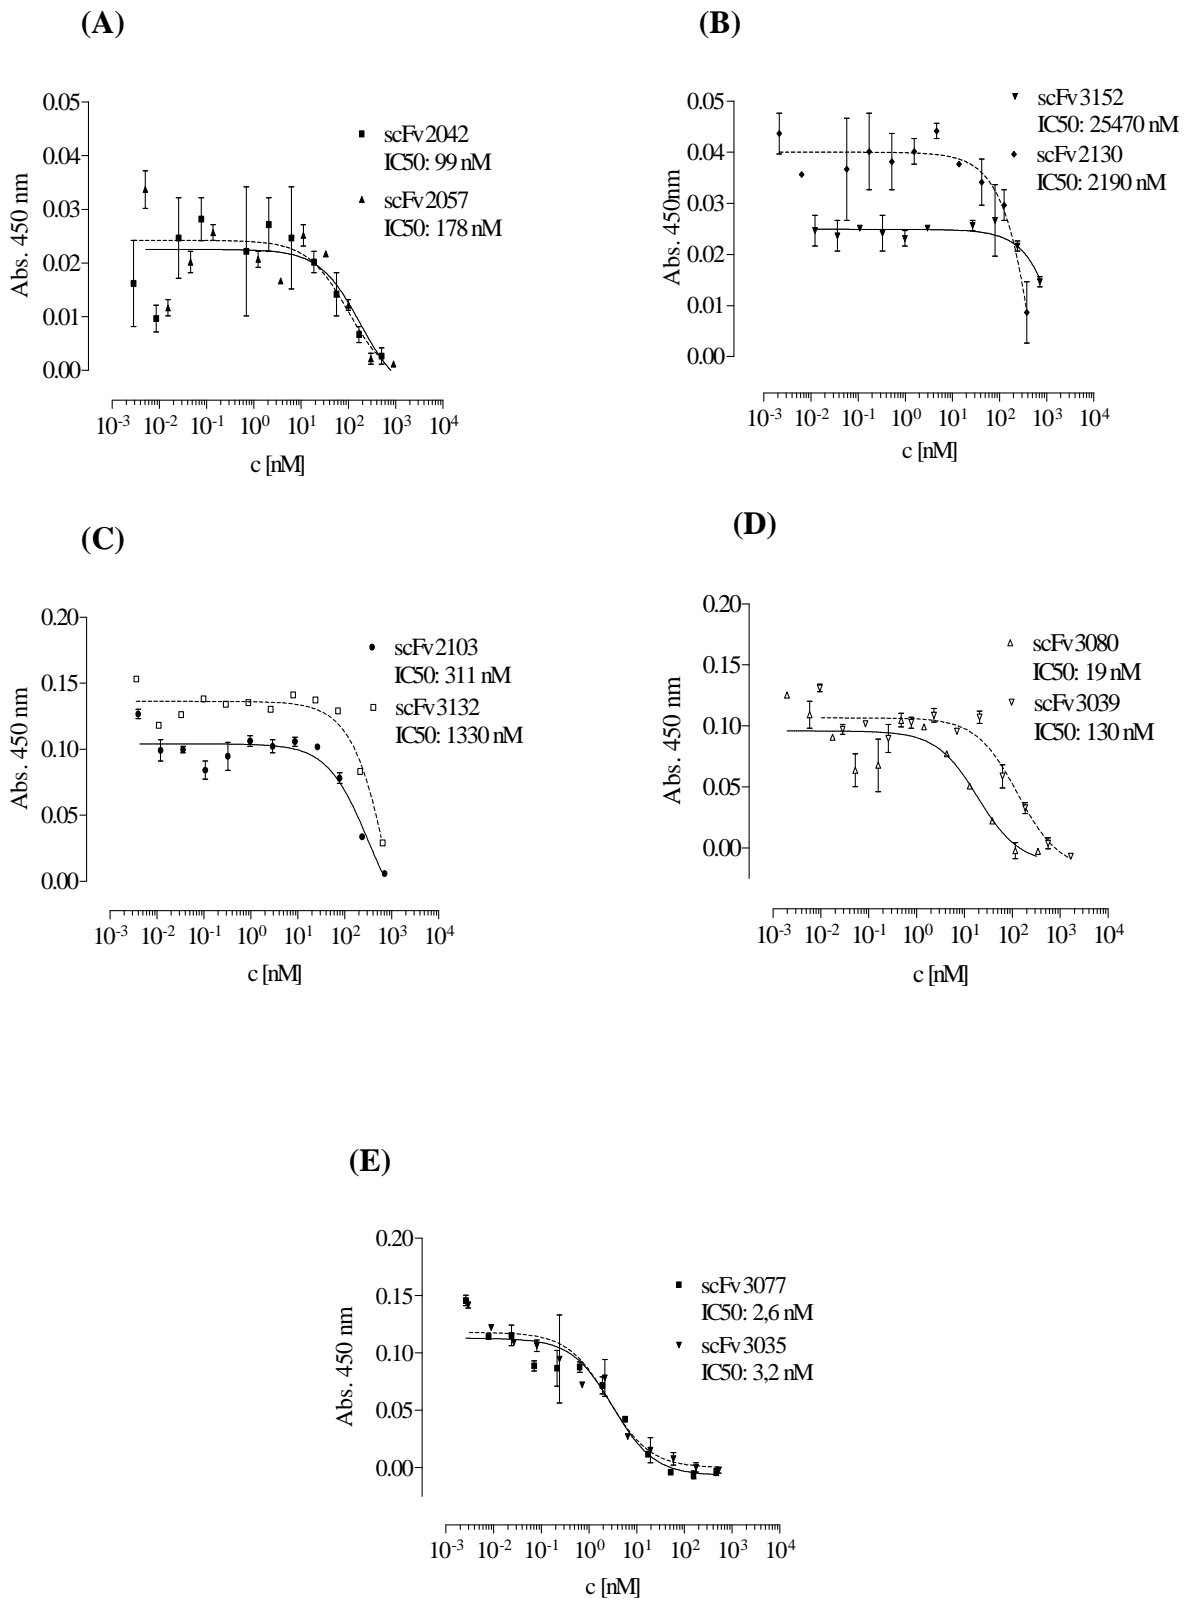 (A)
0.05
0.04
0.03
0.02
0.01
0.00
Abs. 450 nm
scFv2042
IC50: 99 nM
scFv2057
IC50: 178 nM
10-3 10-2 10-1 100 101 102 103 104
c [nM]
(B)
0.05
0.04
0.03
0.02
0.01
0.00
Abs. 450nm
scFv3152
IC50: 25470 nM
scFv2130
IC50: 2190 nM
10-3 10-2 10-1 100 101 102 103 104
c [nM]
(C)
0.20
0.15
0.10
0.05
0.00
Abs. 450 nm
scFv2103
IC50: 311 nM
scFv3132
IC50: 1330 nM
10-3 10-2 10-1 100 101 102 103 104
c [nM]
(D)
0.20
0.15
0.10
0.05
0.00
Abs. 450 nm
scFv3080
IC50: 19 nM
scFv3039
IC50: 130 nM
10-3 10-2 10-1 100 101 102 103 104
c [nM]
(E)
0.20
0.15
0.10
0.05
0.00
Abs. 450 nm
scFv3077
IC50: 2,6 nM
scFv3035
IC50: 3,2 nM
10-3 10-2 10-1 100 101 102 103 104
c [nM]